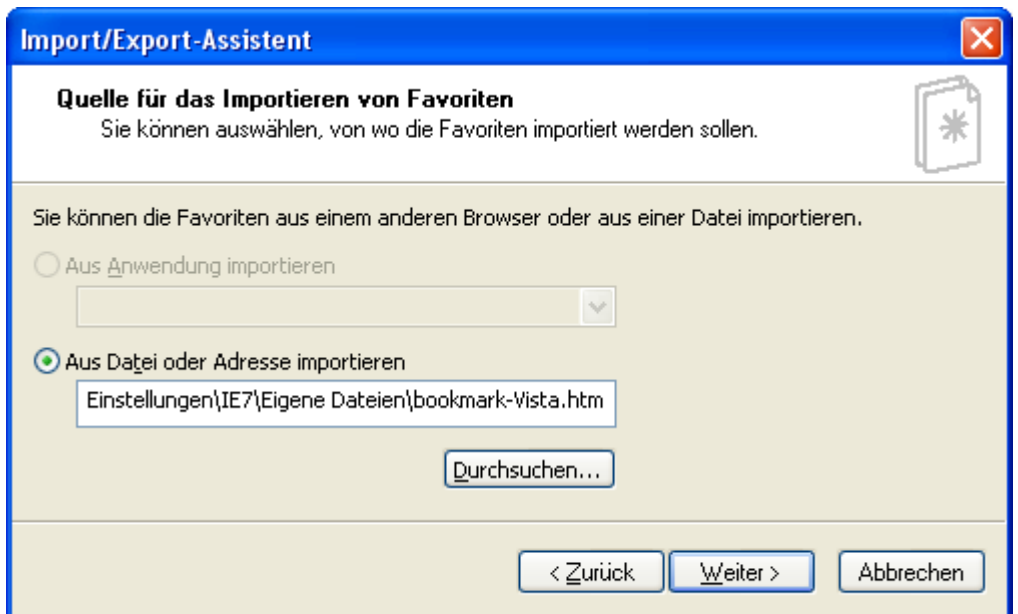 Import/Export-Assistent
Quelle für das Importieren von Favoriten
Sie können auswählen, von wo die Favoriten importiert werden sollen.
Sie können die Favoriten aus einem anderen Browser oder aus einer Datei importieren.
Aus Anwendung importieren
Aus Datei oder Adresse importieren
Einstellungen\IE7\Eigene Dateien\bookmark-Vista.htm
Durchsuchen...
< Zurück Weiter > Abbrechen